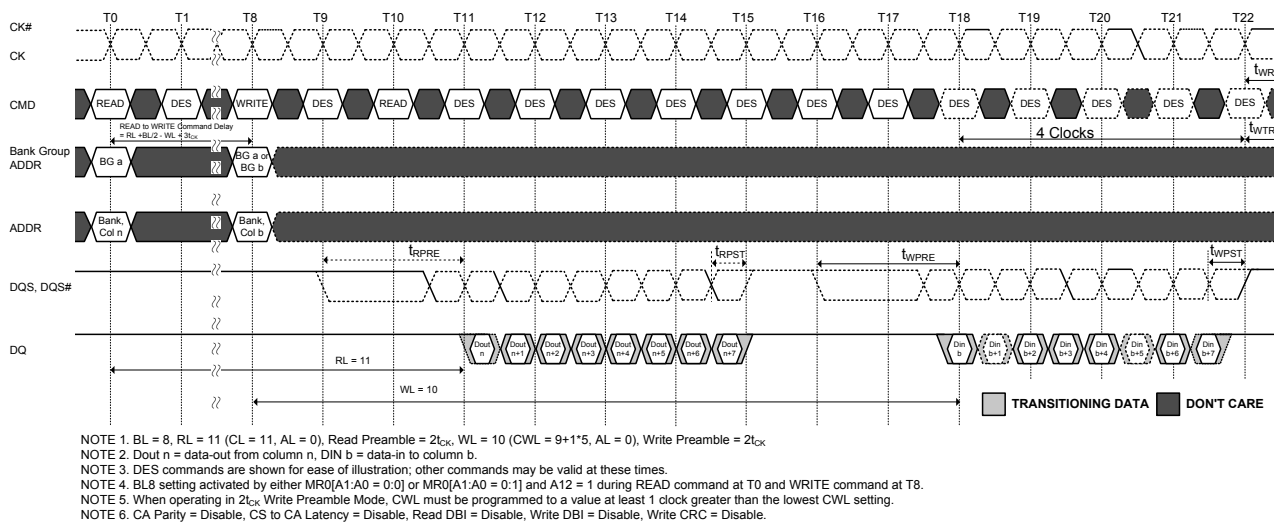 T0 T1 T8 T9 T10 T11 T12 T13 T14 T15 T16 T17 T18 T19 T20 T21 T22
CK#
CK
tWR
CMD READ DES WRITE DES READ DES DES DES DES DES DES DES DES DES DES DES DES
READ to WRITE Command Delay
= RL +BL/2 - WL + 3tCK
4 Clocks
tWTR
Bank Group
ADDR
BG a
BG a or
BG b
ADDR
Bank,
Col n
Bank,
Col b
tRPRE tRPST tWPRE tWPST
DQS, DQS#
DQ
Dout
n
Dout
n+1
Dout
n+2
Dout
n+3
Dout
n+4
Dout
n+5
Dout
n+6
Dout
n+7
Din
b
Din
b+1
Din
b+2
Din
b+3
Din
b+4
Din
b+5
Din
b+6
Din
b+7
RL = 11
WL = 10
TRANSITIONING DATA DON'T CARE
NOTE 1. BL = 8, RL = 11 (CL = 11, AL = 0), Read Preamble = 2tCK, WL = 10 (CWL = 9+1*5, AL = 0), Write Preamble = 2tCK
NOTE 2. Dout n = data-out from column n, DIN b = data-in to column b.
NOTE 3. DES commands are shown for ease of illustration; other commands may be valid at these times.
NOTE 4. BL8 setting activated by either MR0[A1:A0 = 0:0] or MR0[A1:A0 = 0:1] and A12 = 1 during READ command at T0 and WRITE command at T8.
NOTE 5. When operating in 2tCK Write Preamble Mode, CWL must be programmed to a value at least 1 clock greater than the lowest CWL setting.
NOTE 6. CA Parity = Disable, CS to CA Latency = Disable, Read DBI = Disable, Write DBI = Disable, Write CRC = Disable.